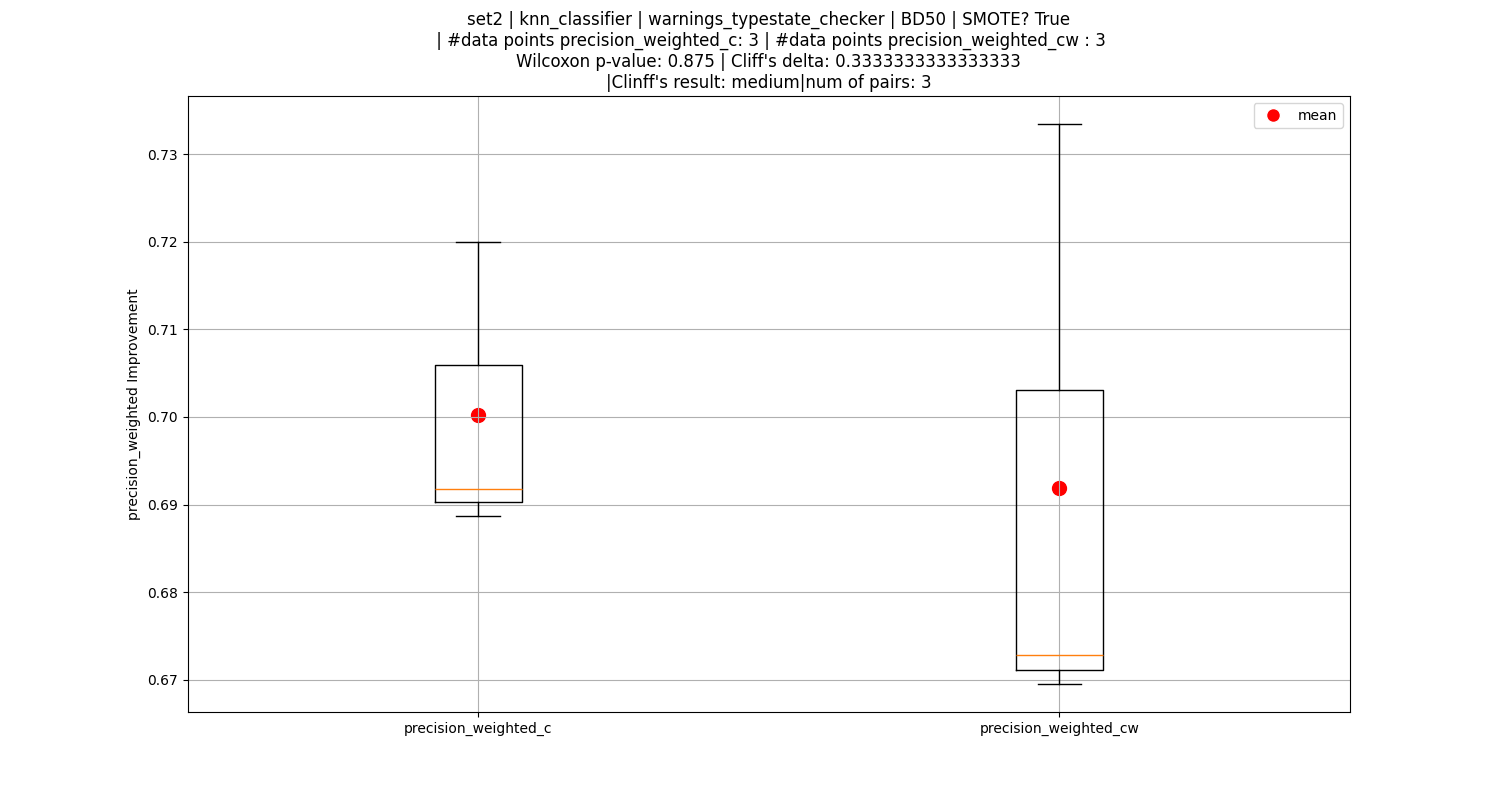 set2 | knn_classifier | warnings_typestate_checker | BD50 | SMOTE? True
| #data points precision_weighted_c: 3 | #data points precision_weighted_cw : 3
Wilcoxon p-value: 0.875 | Cliff's delta: 0.3333333333333333
|Clinff's result: medium|num of pairs: 3
mean
precision_weighted Improvement
0.73
0.72
0.71
0.70
0.69
0.68
0.67
precision_weighted_c
precision_weighted_cw